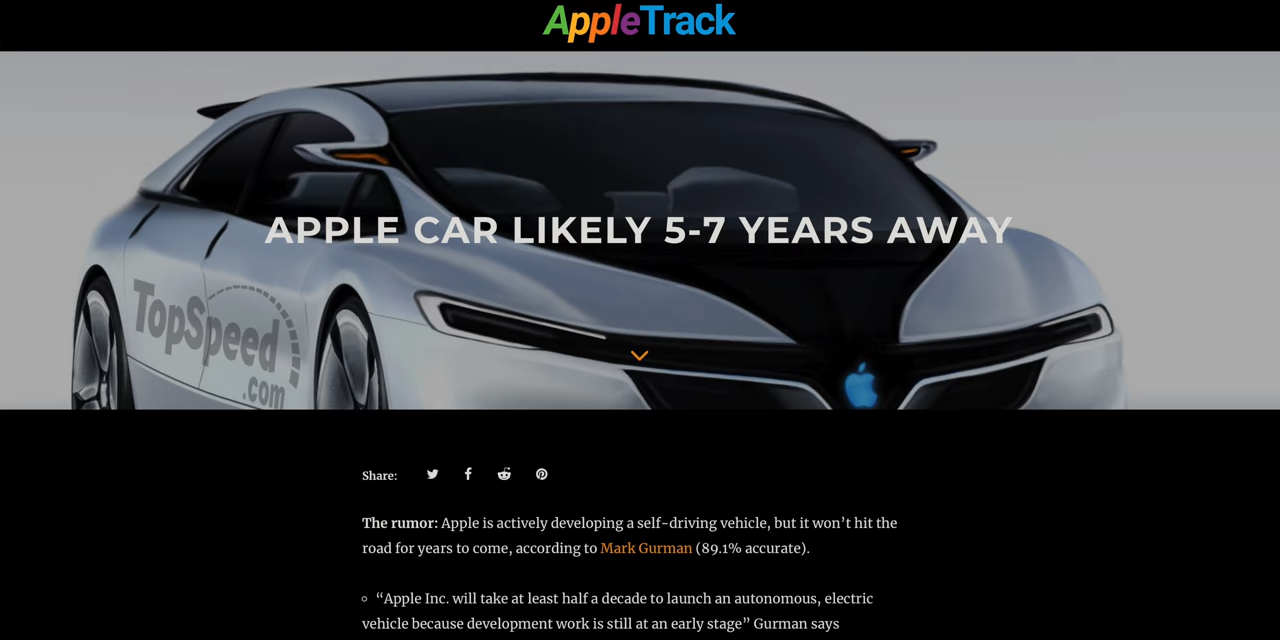 AppleTrack
APPLE CAR LIKELY 5-7 YEARS AWAY
TopSpeed
.com
Share:
The rumor: Apple is actively developing a self-driving vehicle, but it won’t hit the
road for years to come, according to Mark Gurman (89.1% accurate).
“Apple Inc. will take at least half a decade to launch an autonomous, electric
vehicle because development work is still at an early stage” Gurman says